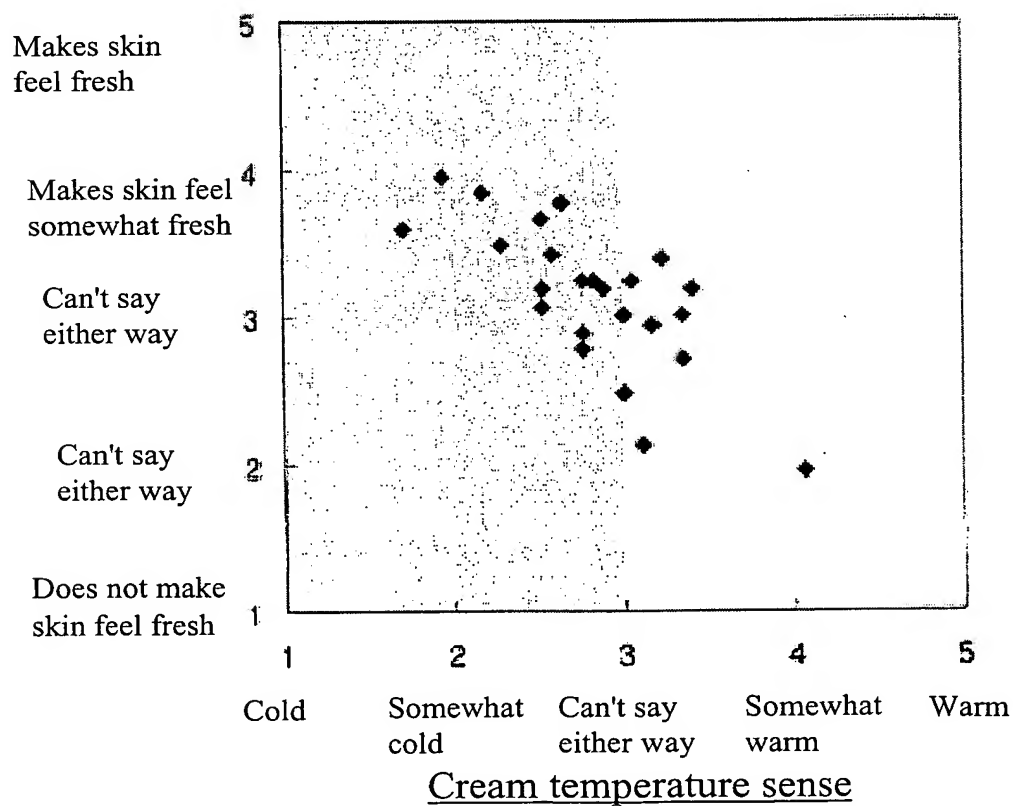 5
Makes skin
feel fresh
4
Makes skin feel
somewhat fresh
Can't say
either way
3
Can't say
either way
2
Does not make
skin feel fresh
1
1 2 3 4 5
Cold Somewhat cold Can't say either way Somewhat warm Warm
Cream temperature sense